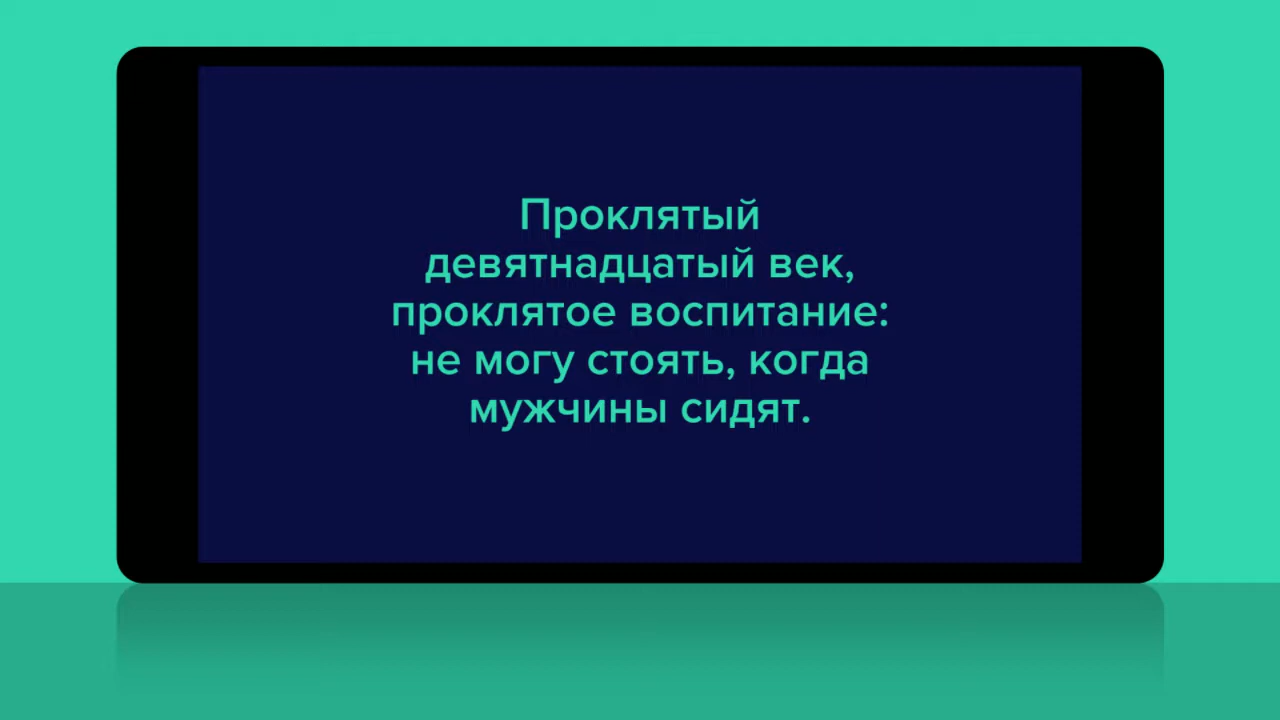 Проклятый
девятнадцатый век,
проклятое воспитание:
не могу стоять, когда
мужчины сидят.